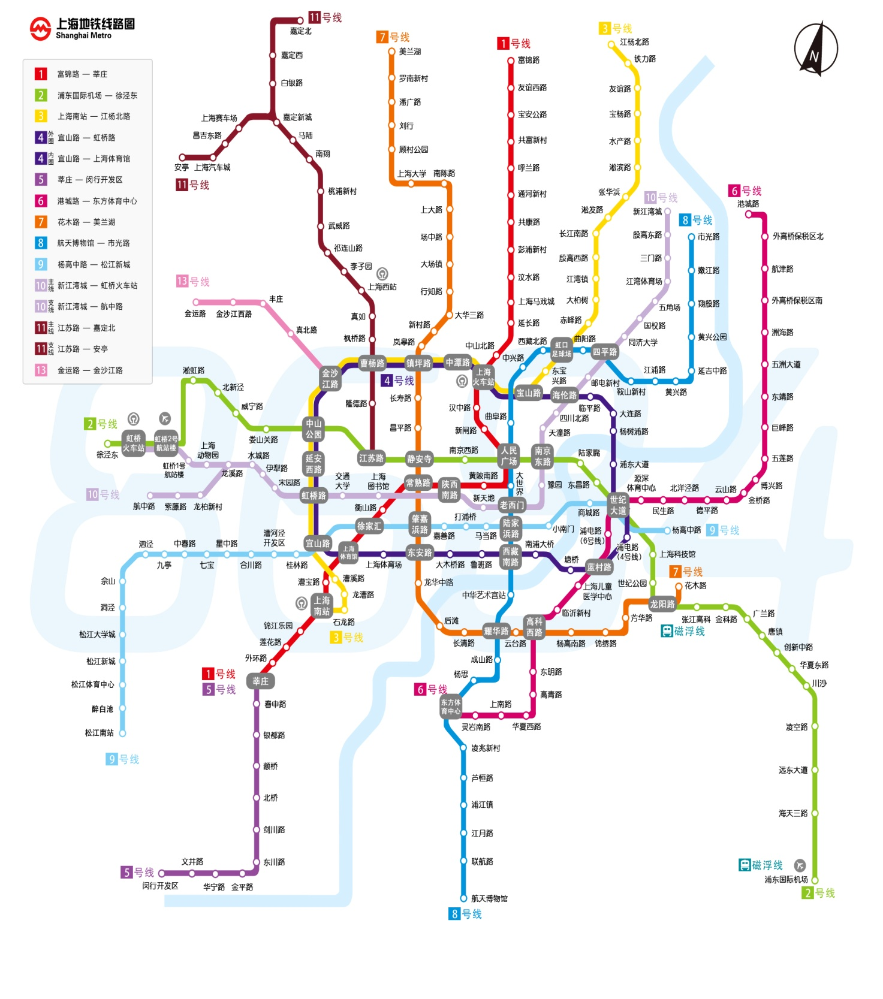 上海地铁线路图
Shanghai Metro
1 富锦路 — 莘庄
2 浦东国际机场 — 徐泾东
3 上海南站 — 江杨北路
4 外圈 宜山路 — 虹桥路
4 内圈 宜山路 — 上海体育馆
5 莘庄 — 闵行开发区
6 港城路 — 东方体育中心
7 花木路 — 美兰湖
8 航天博物馆 — 市光路
9 杨高中路 — 松江新城
10 主线 新江湾城 — 虹桥火车站
10 支线 新江湾城 — 航中路
11 主线 江苏路 — 嘉定北
11 支线 江苏路 — 安亭
13 金运路 — 金沙江路
N
11号线
嘉定北
嘉定西
白银路
嘉定新城
上海赛车场
昌吉东路
安亭
上海汽车城
11号线
马陆
南翔
桃浦新村
武威路
祁连山路
李子园
上海西站
真如
枫桥路
曹杨路
隆德路
江苏路
7号线
美兰湖
罗南新村
潘广路
刘行
顾村公园
上海大学
南陈路
上大路
场中路
大场镇
行知路
大华三路
新村路
岚皋路
镇坪路
长寿路
昌平路
静安寺
常熟路
肇嘉浜路
东安路
龙华中路
后滩
长清路
耀华路
云台路
高科西路
杨高南路
锦绣路
芳华路
龙阳路
花木路
7号线
1号线
富锦路
友谊西路
宝安公路
共富新村
呼兰路
通河新村
共康路
彭浦新村
汶水路
上海马戏城
延长路
中山北路
上海火车站
汉中路
新闸路
人民广场
黄陂南路
陕西南路
衡山路
徐家汇
上海体育馆
漕宝路
上海南站
锦江乐园
莲花路
外环路
莘庄
1号线
5号线
春申路
银都路
颛桥
北桥
剑川路
东川路
金平路
华宁路
文井路
闵行开发区
5号线
3号线
江杨北路
铁力路
友谊路
宝杨路
水产路
淞滨路
张华浜
淞发路
长江南路
殷高西路
江湾镇
大柏树
赤峰路
虹口足球场
东宝兴路
宝山路
中潭路
金沙江路
中山公园
延安西路
虹桥路
宜山路
漕溪路
龙漕路
石龙路
3号线
4号线
海伦路
临平路
大连路
杨树浦路
浦东大道
世纪大道
浦电路
(4号线)
蓝村路
塘桥
南浦大桥
西藏南路
鲁班路
大木桥路
上海体育场
10号线
新江湾城
殷高东路
三门路
江湾体育场
五角场
国权路
同济大学
四平路
邮电新村
四川北路
天潼路
南京东路
豫园
老西门
新天地
上海图书馆
交通大学
宋园路
伊犁路
水城路
龙溪路
上海动物园
虹桥1号航站楼
虹桥2号航站楼
虹桥火车站
龙柏新村
紫藤路
航中路
10号线
8号线
市光路
嫩江路
翔殷路
黄兴公园
延吉中路
黄兴路
江浦路
鞍山新村
曲阳路
西藏北路
中兴路
曲阜路
大世界
陆家浜路
中华艺术宫站
成山路
杨思
东方体育中心
凌兆新村
芦恒路
浦江镇
江月路
联航路
航天博物馆
8号线
6号线
港城路
外高桥保税区北
航津路
外高桥保税区南
洲海路
五洲大道
东靖路
巨峰路
五莲路
博兴路
金桥路
云山路
德平路
北洋泾路
民生路
源深体育中心
浦电路
(6号线)
上海儿童医学中心
临沂新村
东明路
高青路
华夏西路
上南路
灵岩南路
6号线
2号线
徐泾东
淞虹路
北新泾
威宁路
娄山关路
南京西路
陆家嘴
东昌路
上海科技馆
世纪公园
张江高科
金科路
广兰路
唐镇
创新中路
华夏东路
川沙
凌空路
远东大道
海天三路
浦东国际机场
2号线
磁浮线
磁浮线
13号线
金运路
金沙江西路
丰庄
真北路
9号线
杨高中路
商城路
小南门
马当路
打浦桥
嘉善路
桂林路
漕河泾开发区
合川路
星中路
七宝
中春路
九亭
泗泾
佘山
洞泾
松江大学城
松江新城
松江体育中心
醉白池
松江南站
9号线